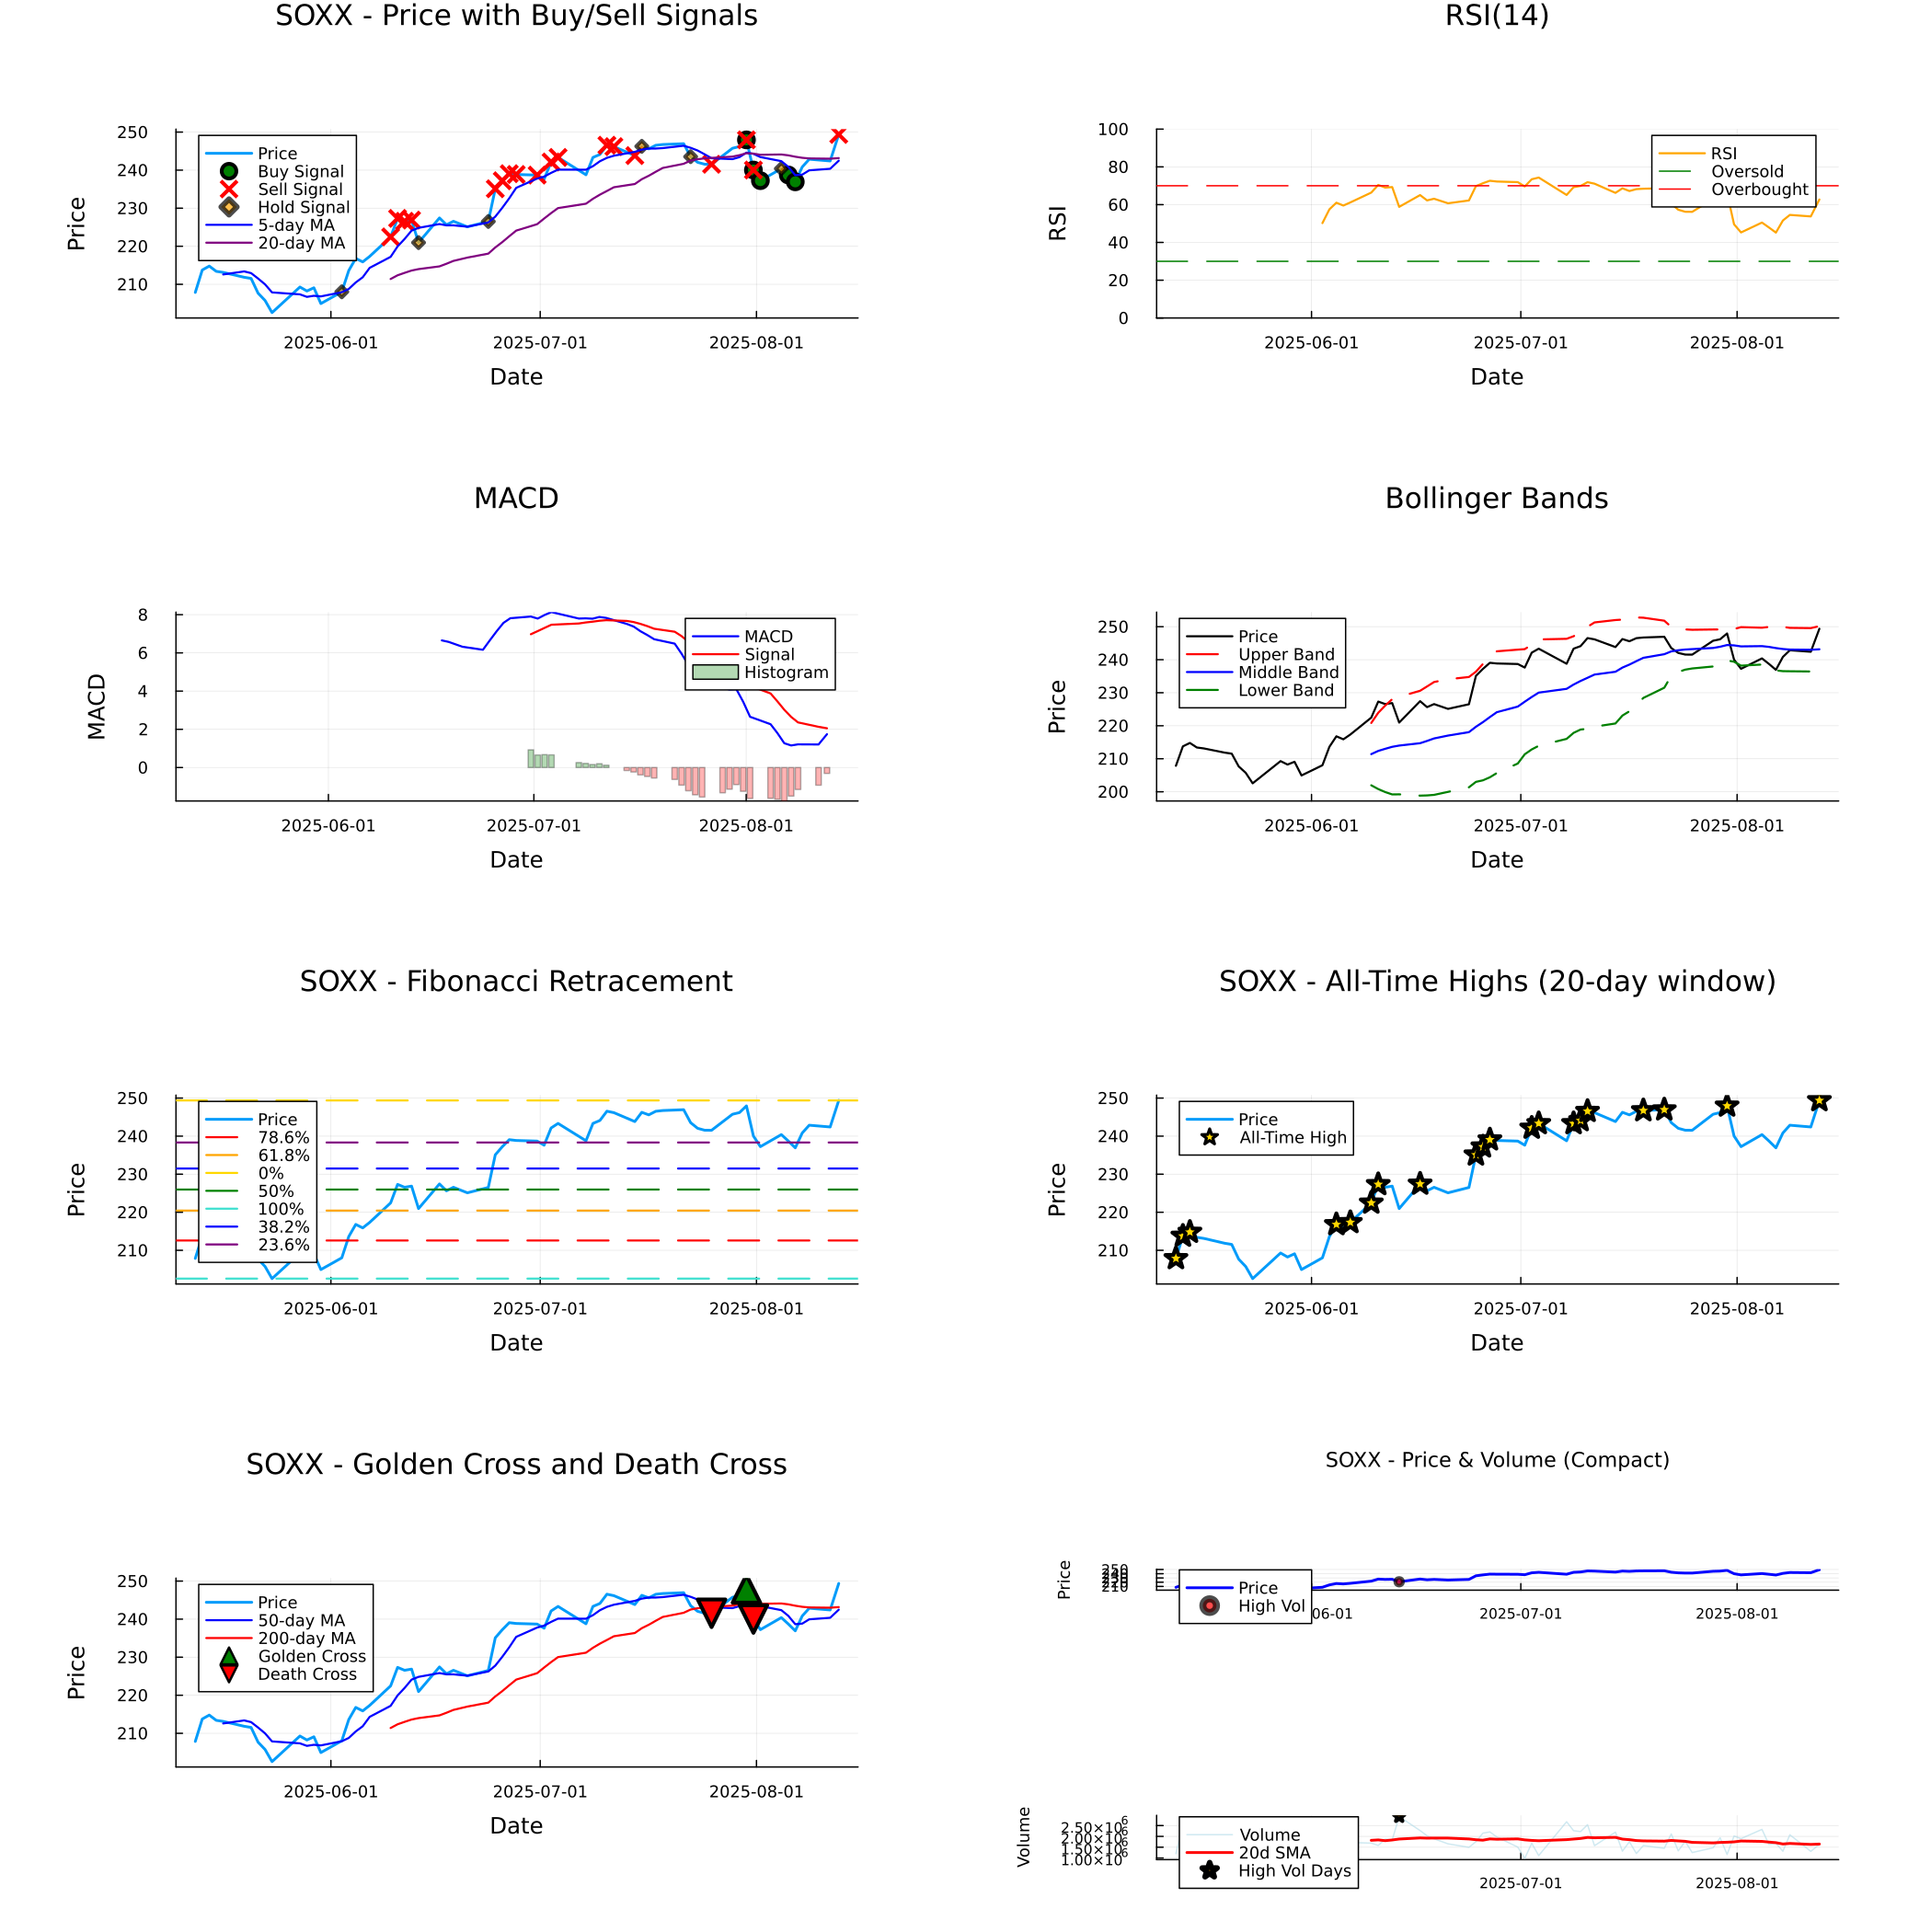 SOXX - Price with Buy/Sell Signals
Price
250
240
230
220
210
Price
Buy Signal
Sell Signal
Hold Signal
5-day MA
20-day MA
2025-06-01
2025-07-01
2025-08-01
Date
RSI(14)
RSI
100
80
60
40
20
0
RSI
Oversold
Overbought
2025-06-01
2025-07-01
2025-08-01
Date
MACD
MACD
8
6
4
2
0
MACD
Signal
Histogram
2025-06-01
2025-07-01
2025-08-01
Date
Bollinger Bands
Price
250
240
230
220
210
200
Price
Upper Band
Middle Band
Lower Band
2025-06-01
2025-07-01
2025-08-01
Date
SOXX - Fibonacci Retracement
Price
250
240
230
220
210
Price
78.6%
61.8%
0%
50%
100%
38.2%
23.6%
2025-06-01
2025-07-01
2025-08-01
Date
SOXX - All-Time Highs (20-day window)
Price
250
240
230
220
210
Price
All-Time High
2025-06-01
2025-07-01
2025-08-01
Date
SOXX - Golden Cross and Death Cross
Price
250
240
230
220
210
Price
50-day MA
200-day MA
Golden Cross
Death Cross
2025-06-01
2025-07-01
2025-08-01
Date
SOXX - Price & Volume (Compact)
Price
250
210
Price
High Vol
06-01
2025-07-01
2025-08-01
Volume
2.50×10⁶
2.00×10⁶
1.50×10⁶
1.00×10⁶
Volume
20d SMA
High Vol Days
2025-07-01
2025-08-01